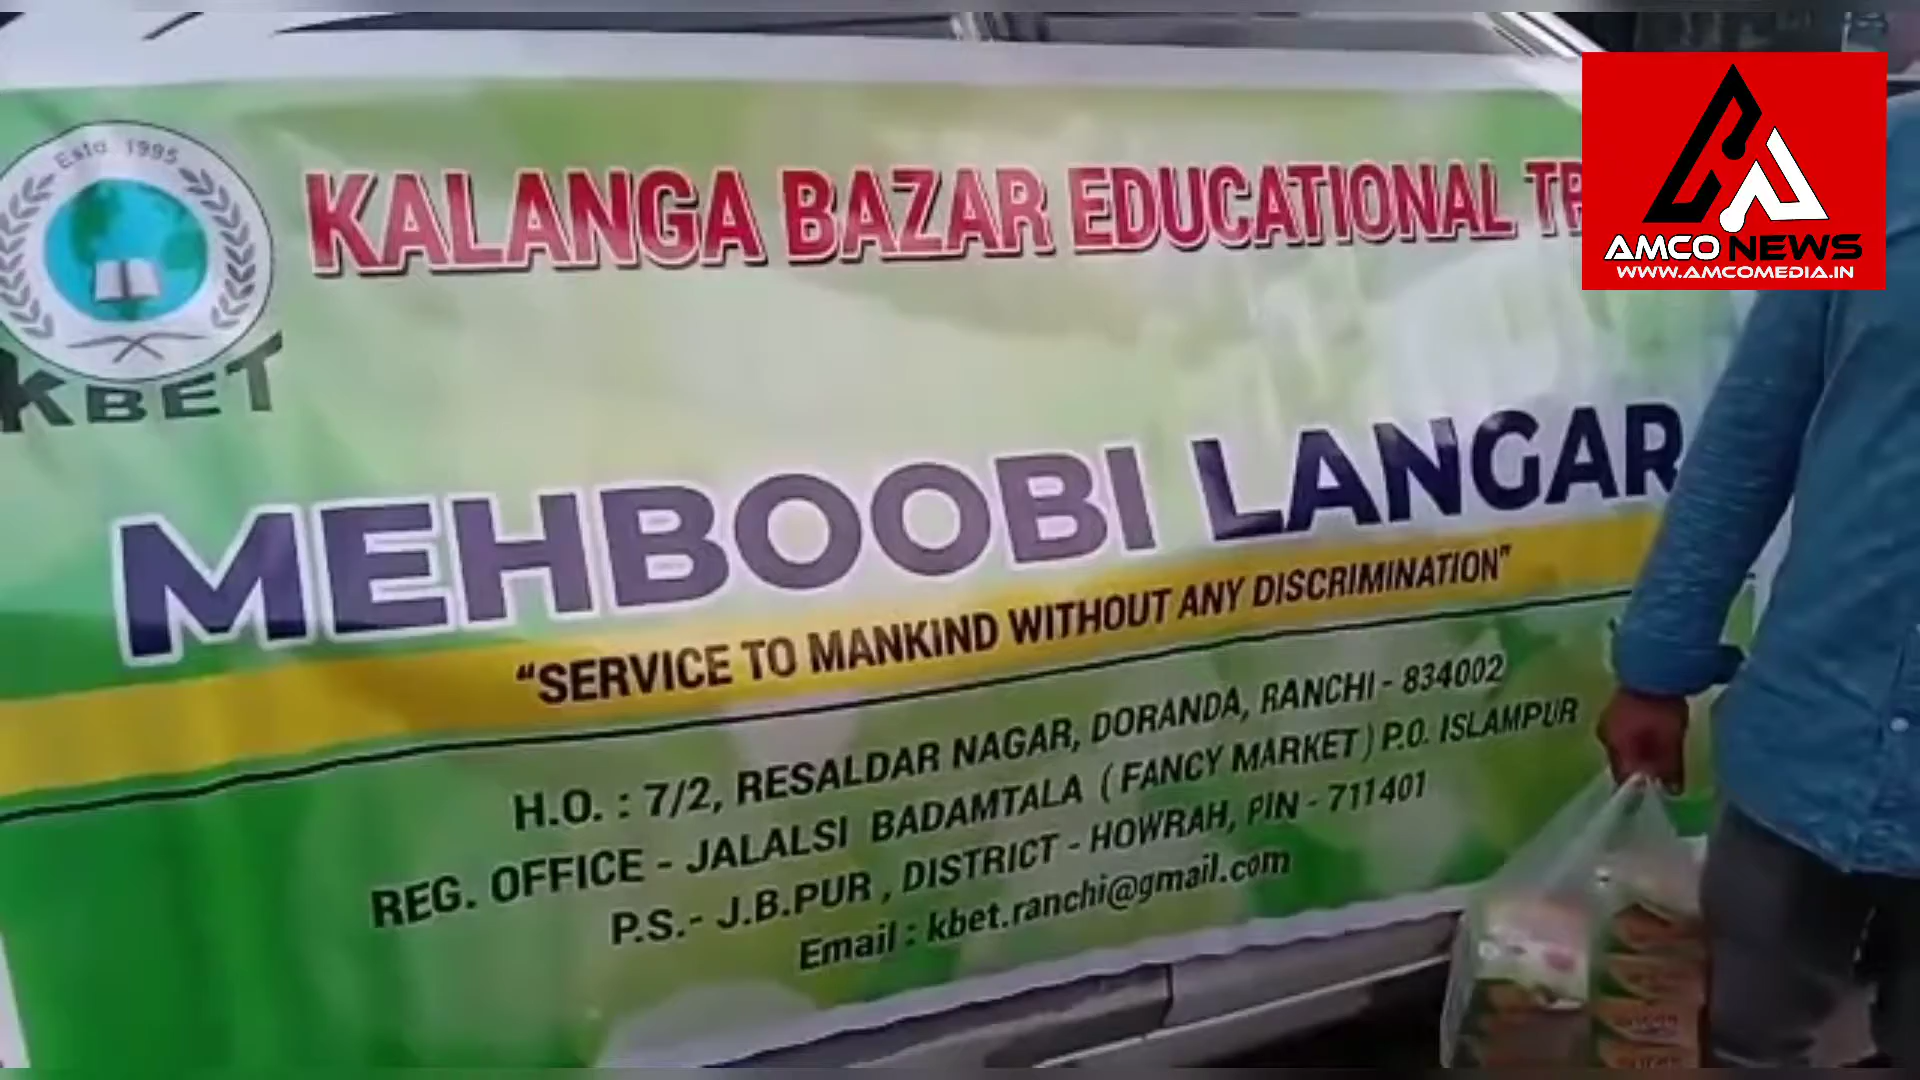 Estd 1995
KALANGA BAZAR EDUCATIONAL TR
AMCO NEWS
WWW.AMCOMEDIA.IN
KBET
MEHBOOBI LANGAR
“SERVICE TO MANKIND WITHOUT ANY DISCRIMINATION”
H.O. : 7/2, RESALDAR NAGAR, DORANDA, RANCHI - 834002
REG. OFFICE - JALALSI BADAMTALA ( FANCY MARKET ) P.O. ISLAMPUR
P.S.- J.B.PUR , DISTRICT - HOWRAH, PIN - 711401
Email : kbet.ranchi@gmail.com